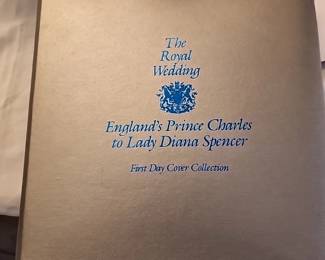 The
Royal
Wedding
England's Prince Charles
to Lady Diana Spencer
First Day Cover Collection